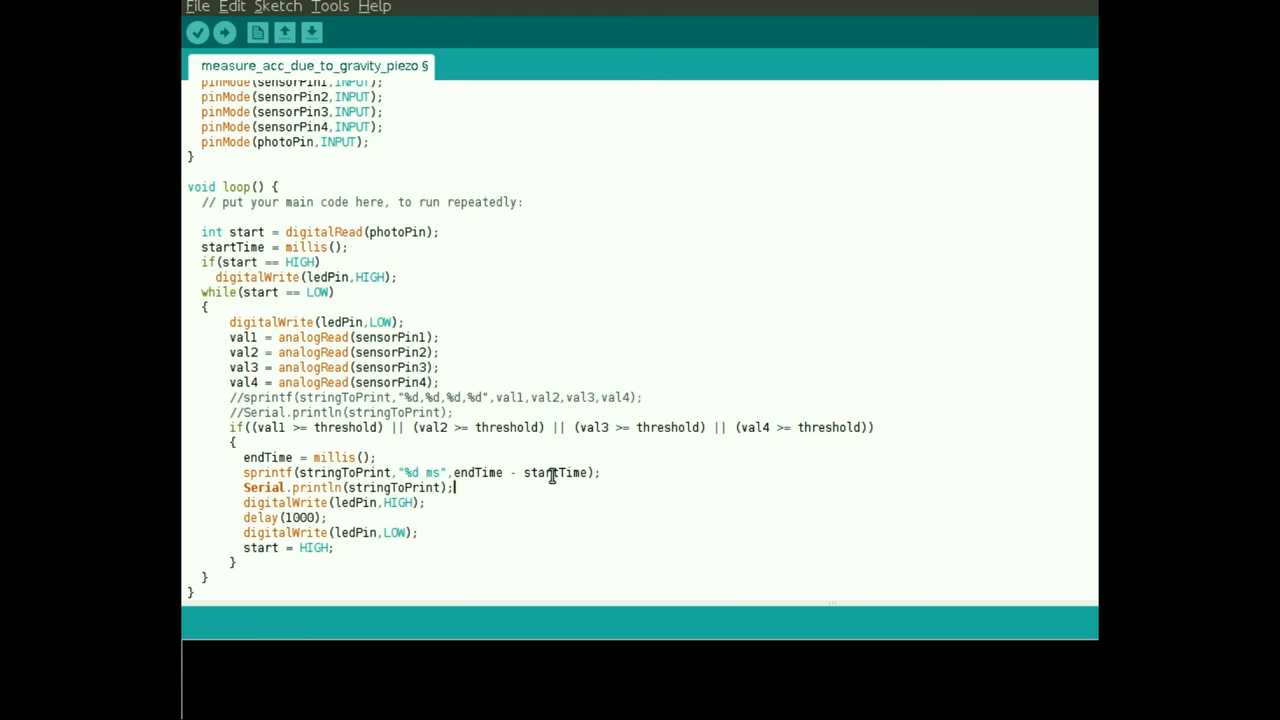 File Edit Sketch Tools Help
measure_acc_due_to_gravity_piezo §
pinMode(sensorPin1,INPUT);
pinMode(sensorPin2,INPUT);
pinMode(sensorPin3,INPUT);
pinMode(sensorPin4,INPUT);
pinMode(photoPin,INPUT);
}
void loop() {
// put your main code here, to run repeatedly:
int start = digitalRead(photoPin);
startTime = millis();
if(start == HIGH)
digitalWrite(ledPin,HIGH);
while(start == LOW)
{
digitalWrite(ledPin,LOW);
val1 = analogRead(sensorPin1);
val2 = analogRead(sensorPin2);
val3 = analogRead(sensorPin3);
val4 = analogRead(sensorPin4);
//sprintf(stringToPrint,"%d,%d,%d,%d",val1,val2,val3,val4);
//Serial.println(stringToPrint);
if((val1 >= threshold) || (val2 >= threshold) || (val3 >= threshold) || (val4 >= threshold))
{
endTime = millis();
sprintf(stringToPrint,"%d ms",endTime - startTime);
Serial.println(stringToPrint);
digitalWrite(ledPin,HIGH);
delay(1000);
digitalWrite(ledPin,LOW);
start = HIGH;
}
}
}